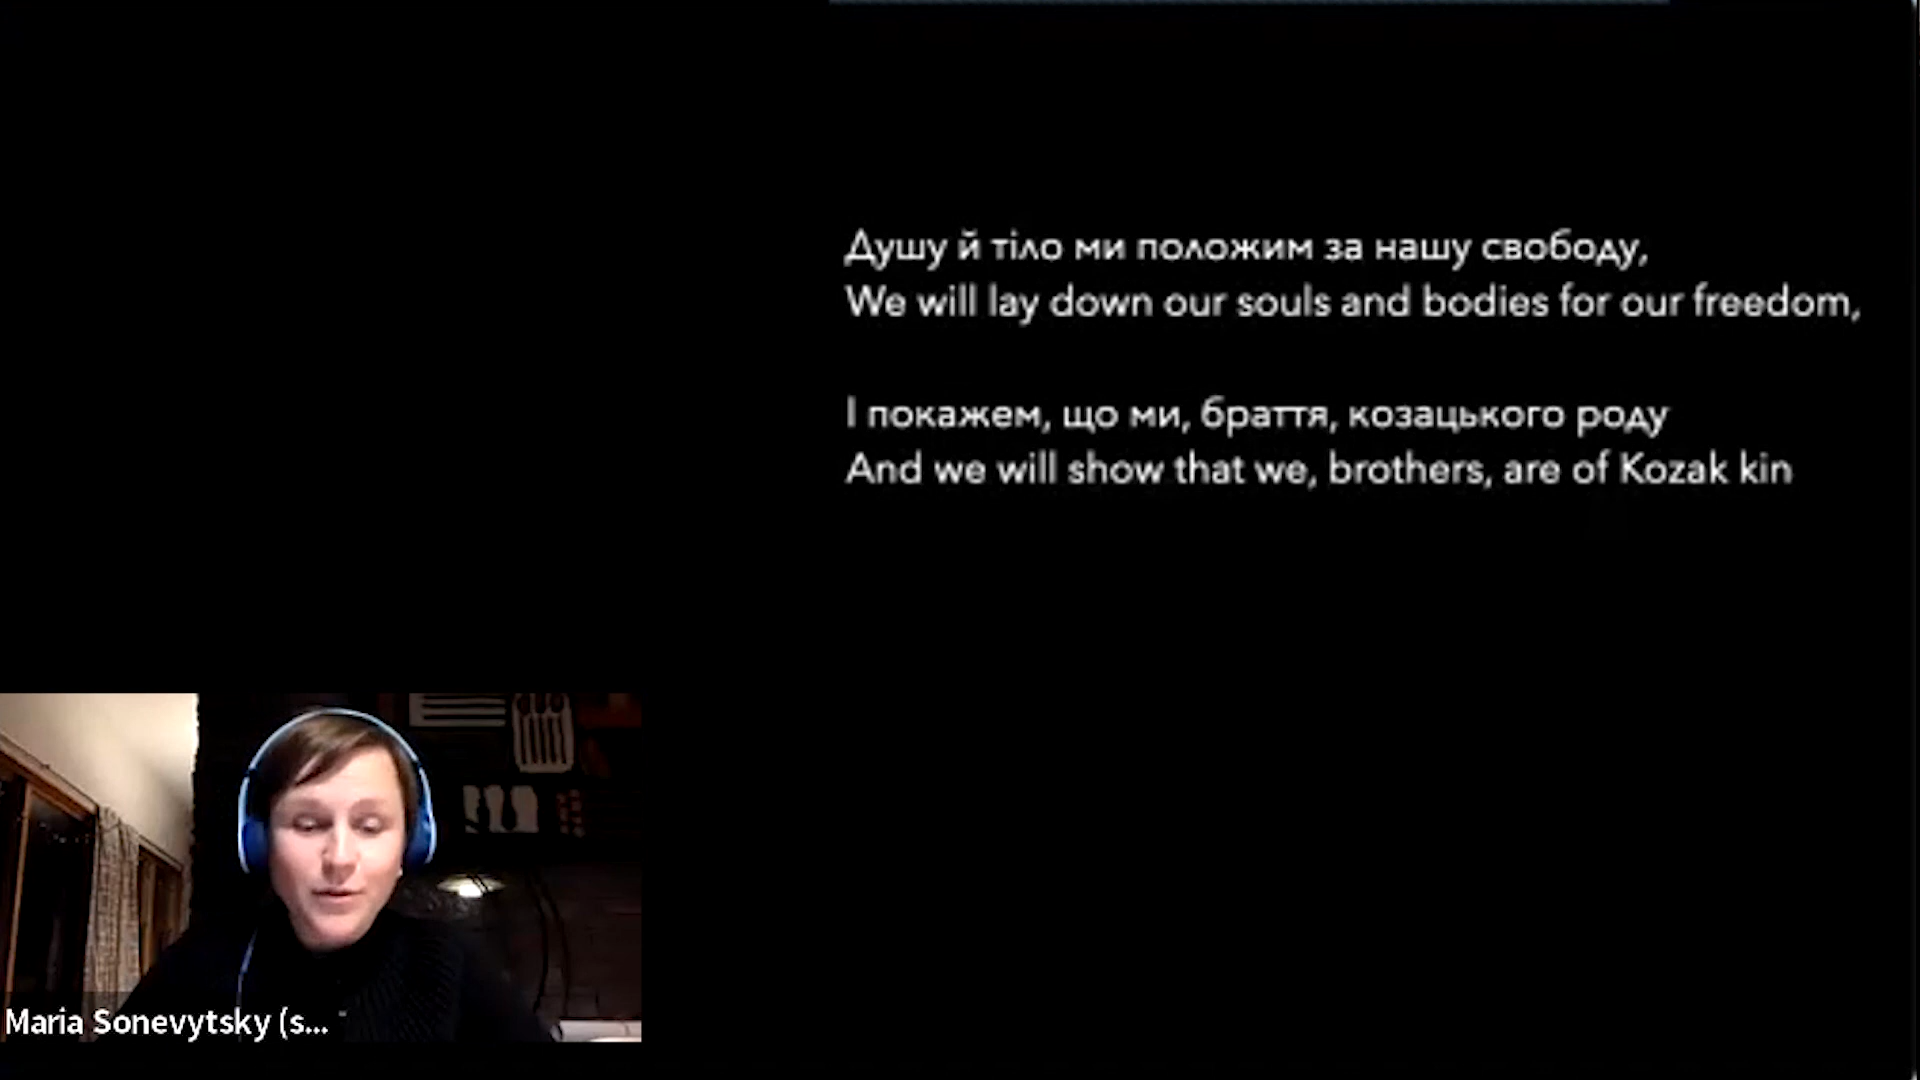 Душу й тіло ми положим за нашу свободу,
We will lay down our souls and bodies for our freedom,
І покажем, що ми, браття, козацького роду
And we will show that we, brothers, are of Kozak kin
Maria Sonevytsky (s...